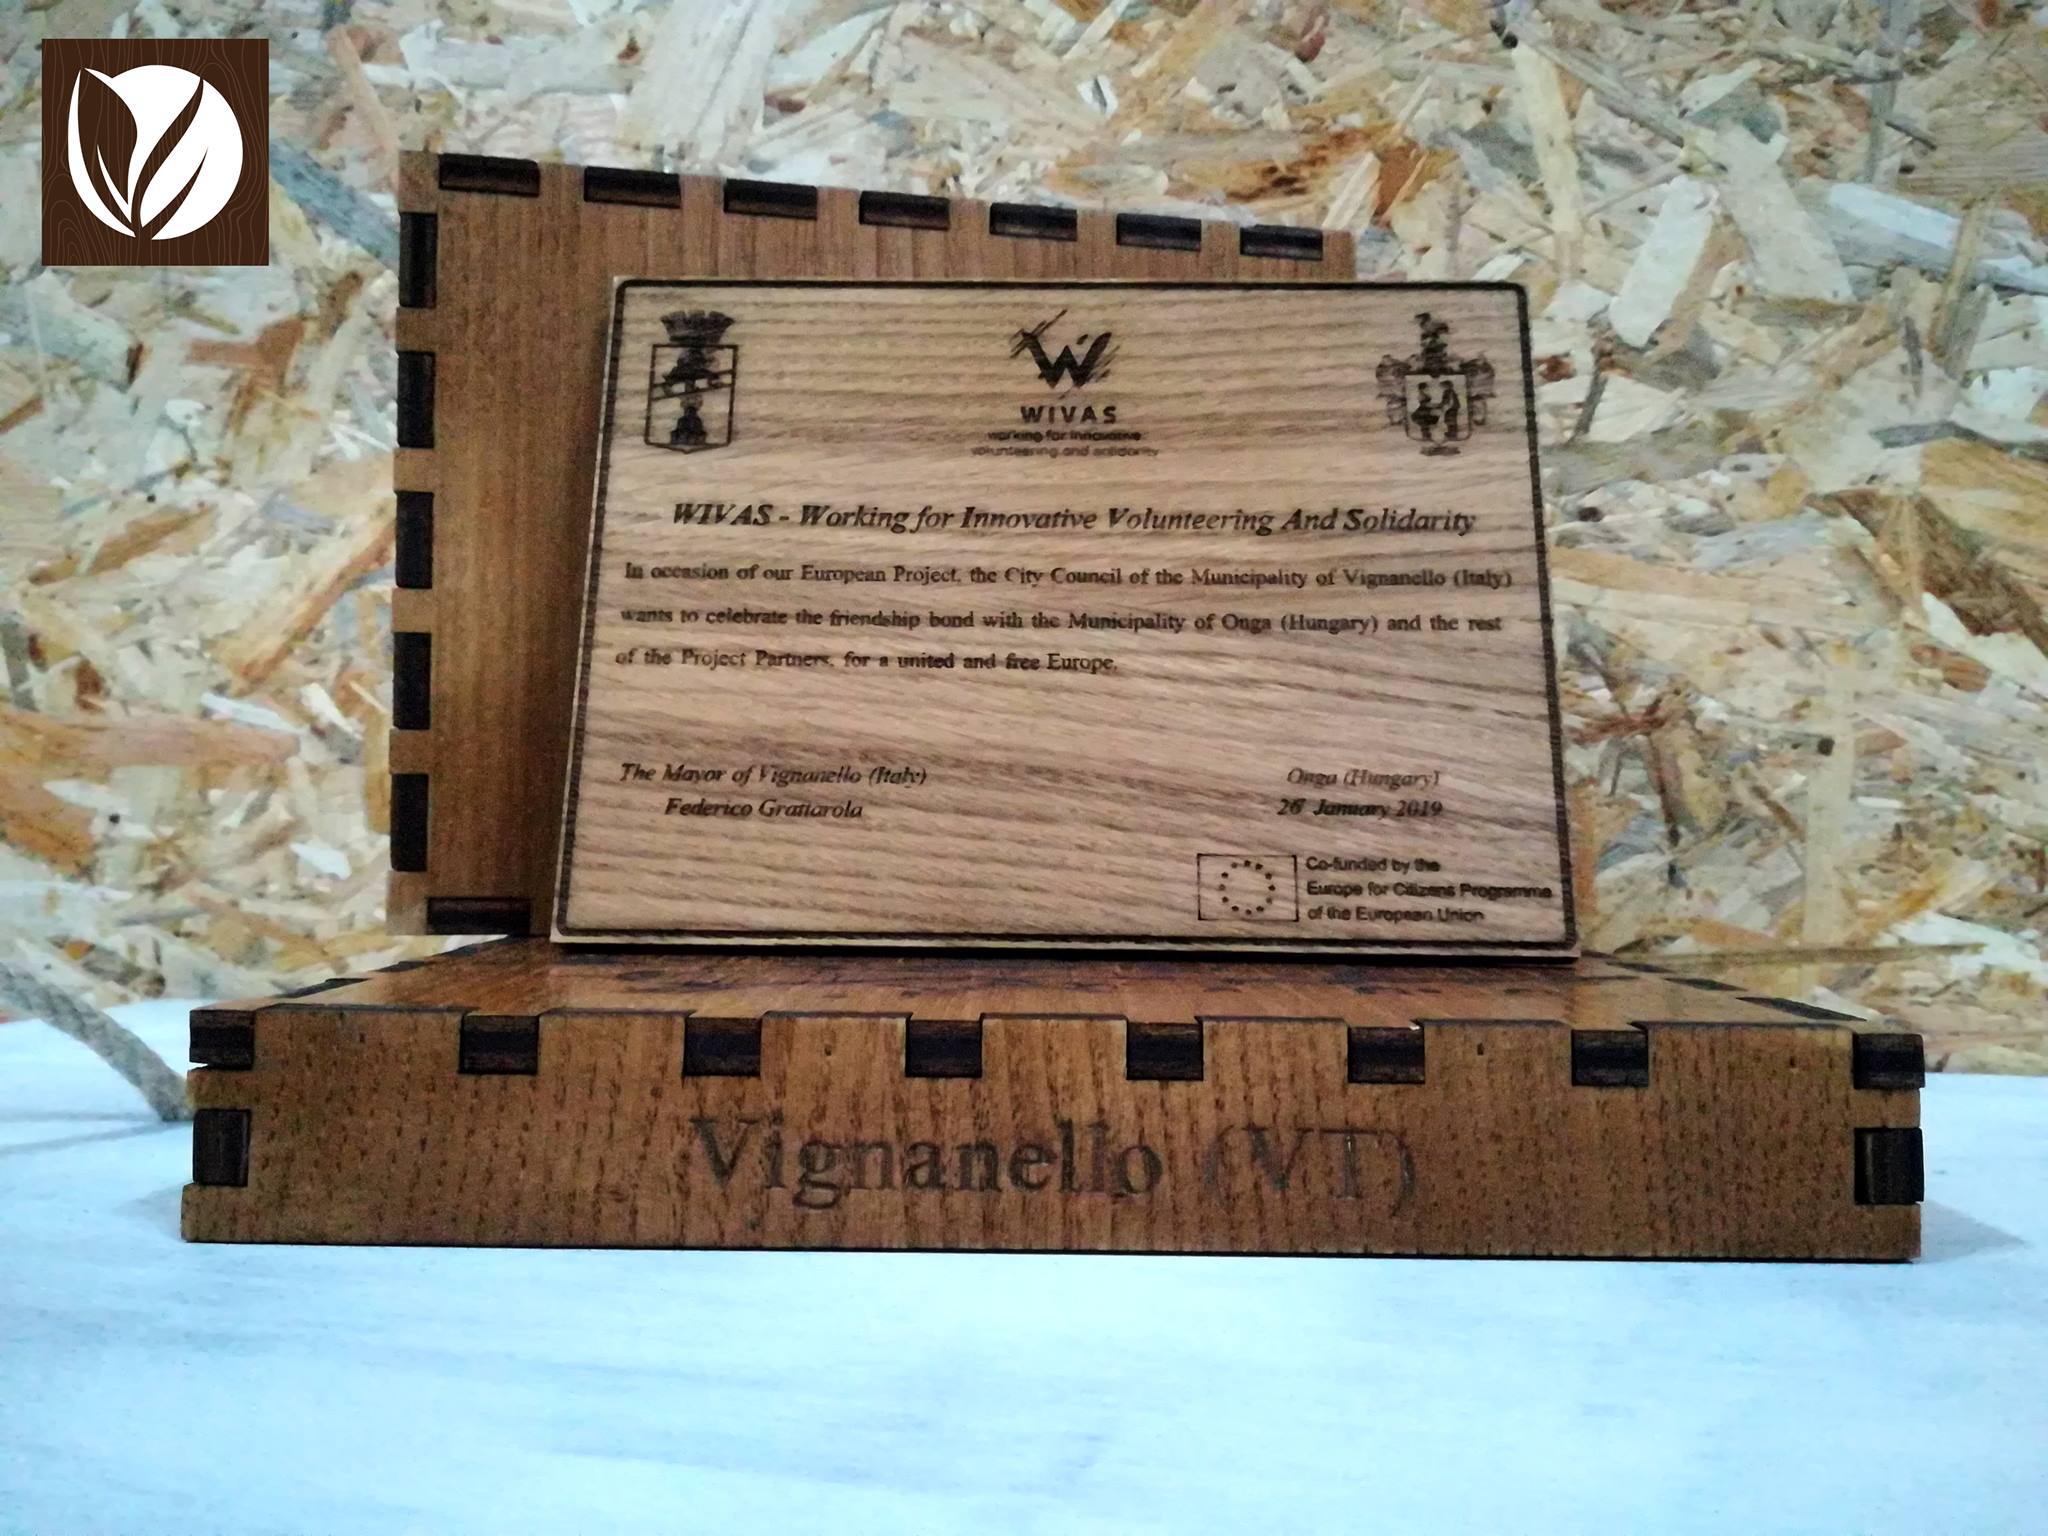 WIVAS
working for innovative
volunteering and solidarity
WIVAS - Working for Innovative Volunteering And Solidarity
In occasion of our European Project, the City Council of the Municipality of Vignanello (Italy)
wants to celebrate the friendship bond with the Municipality of Onga (Hungary) and the rest
of the Project Partners, for a united and free Europe.
The Mayor of Vignanello (Italy)
Federico Grattarola
Onga (Hungary)
26 January 2019
Co-funded by the
Europe for Citizens Programme
of the European Union
Vignanello (VT)